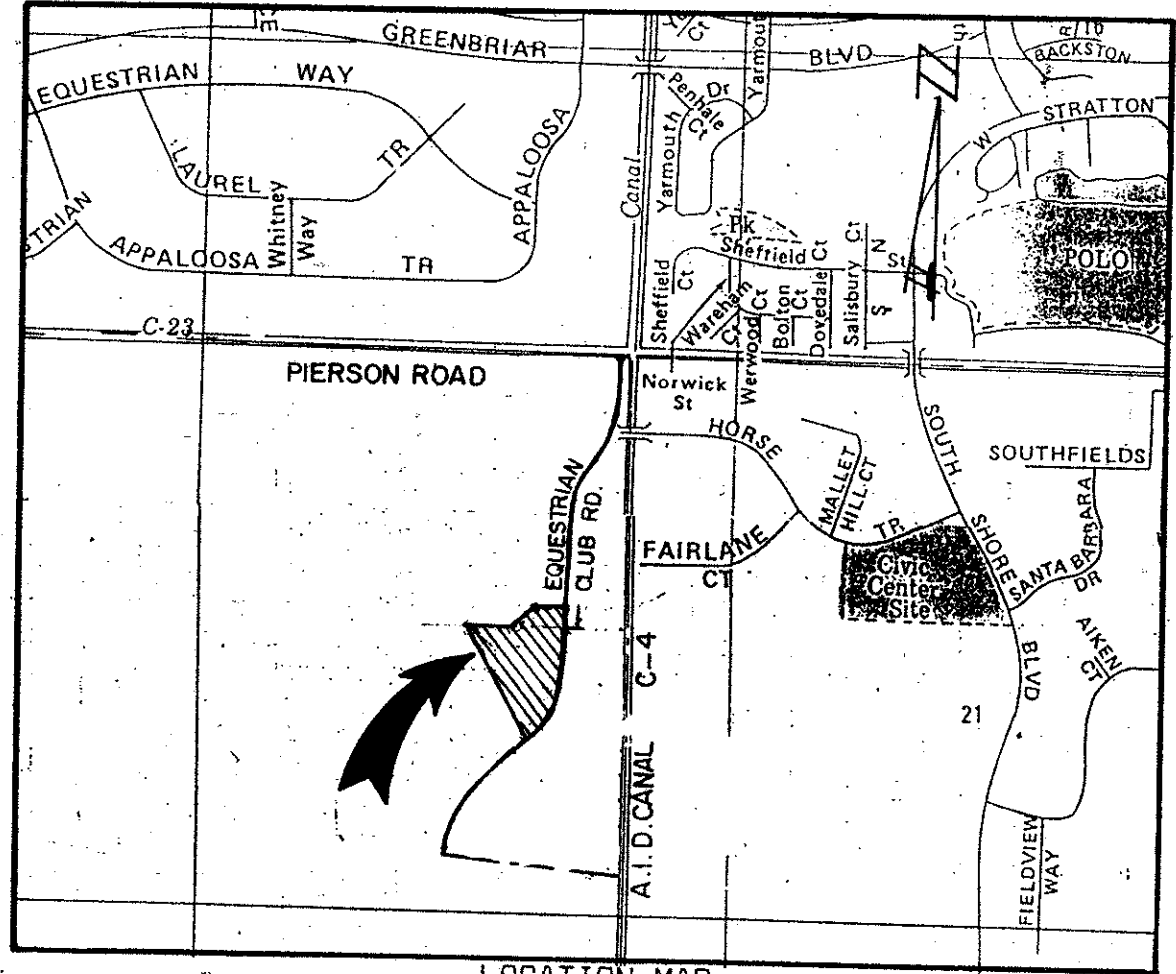 GREENBRIAR BLVD
EQUESTRIAN WAY
LAUREL TR
Whitney Way
APPALOOSA
APPALOOSA TR
Canal
Penhale Ct
Dr
Yarmouth
Yarmou
BACKSTON
W STRATTON
Pk
POLO
Sheffield St
Sheffield Ct
Wareham Ct
Werwood Ct
Bolton Ct
Dovedale Ct
Salisbury Ct
N
S
STRIAN
C-23
PIERSON ROAD
Norwick St
HORSE TR
MALLET HILL CT
SOUTH SHORE BLVD
SOUTHFIELDS
SANTA BARBARA DR
EQUESTRIAN CLUB RD.
FAIRLANE CT
Civic Center Site
AIKEN CT
21
A.I.D. CANAL C-4
FIELDVIEW WAY
LOCATION MAP